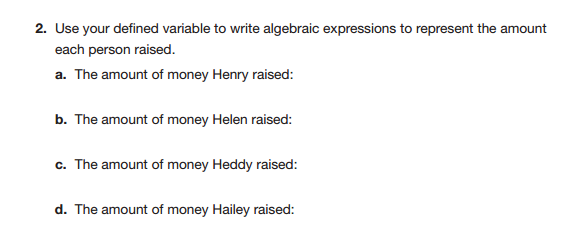 2. Use your defined variable to write algebraic expressions to represent the amount
each person raised.
a. The amount of money Henry raised:
b. The amount of money Helen raised:
c. The amount of money Heddy raised:
d. The amount of money Hailey raised: